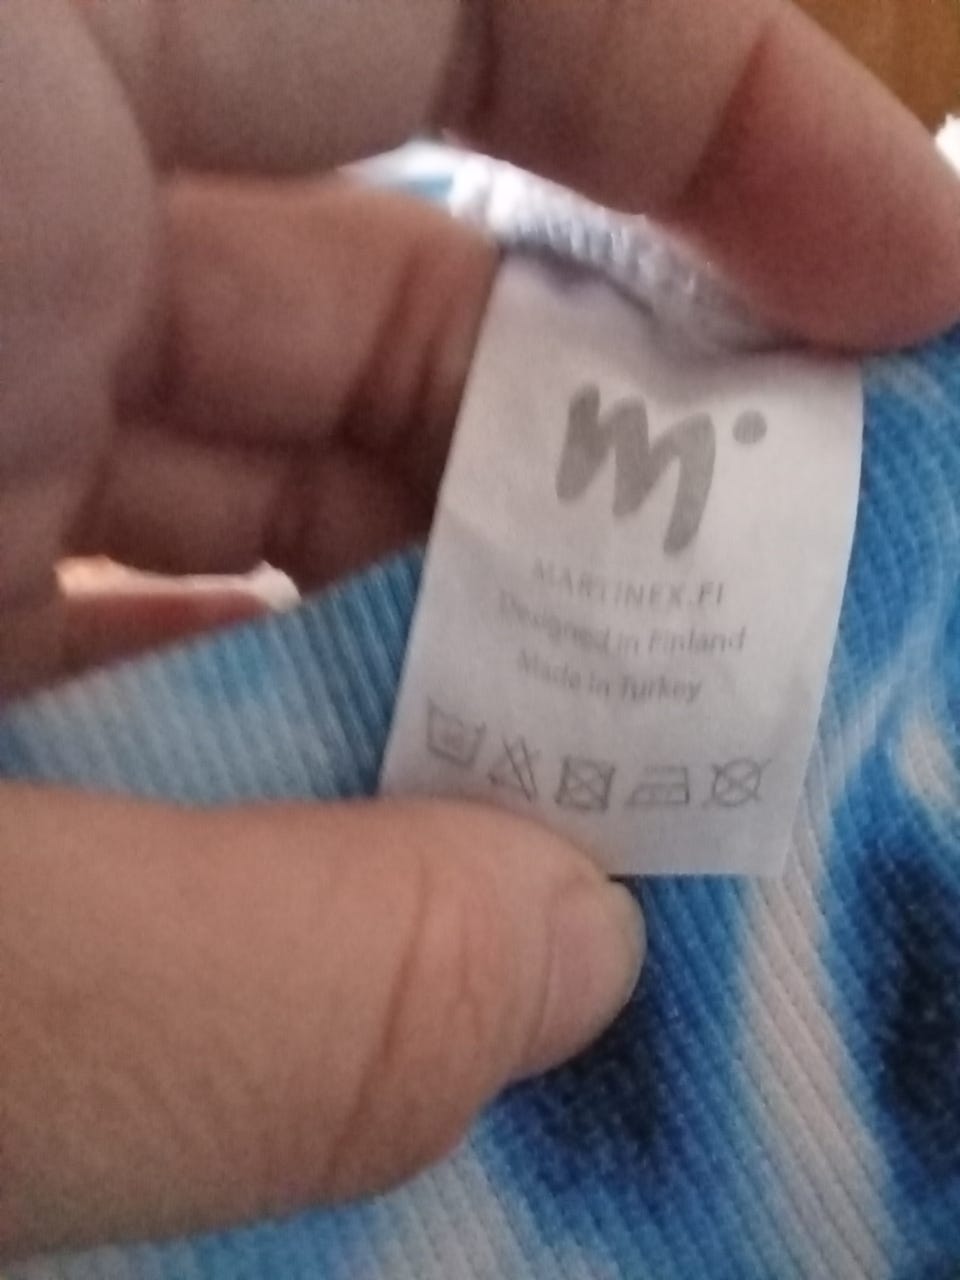 m
MARTINEX.FI
Designed in Finland
Made in Turkey